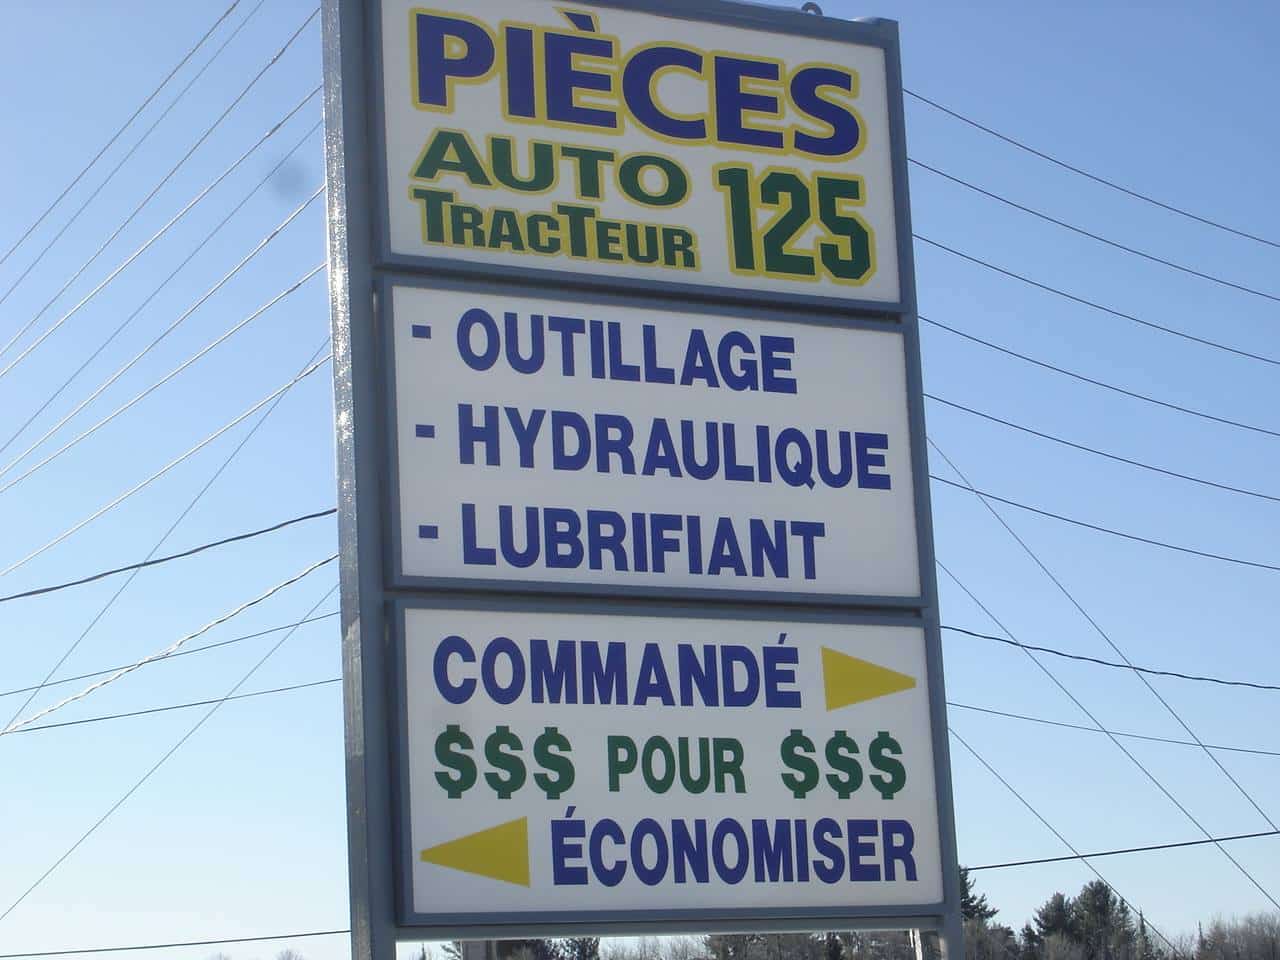 PIÈCES
AUTO
TRACTEUR 125
- OUTILLAGE
- HYDRAULIQUE
- LUBRIFIANT
COMMANDÉ
$$$ POUR $$$
ÉCONOMISER